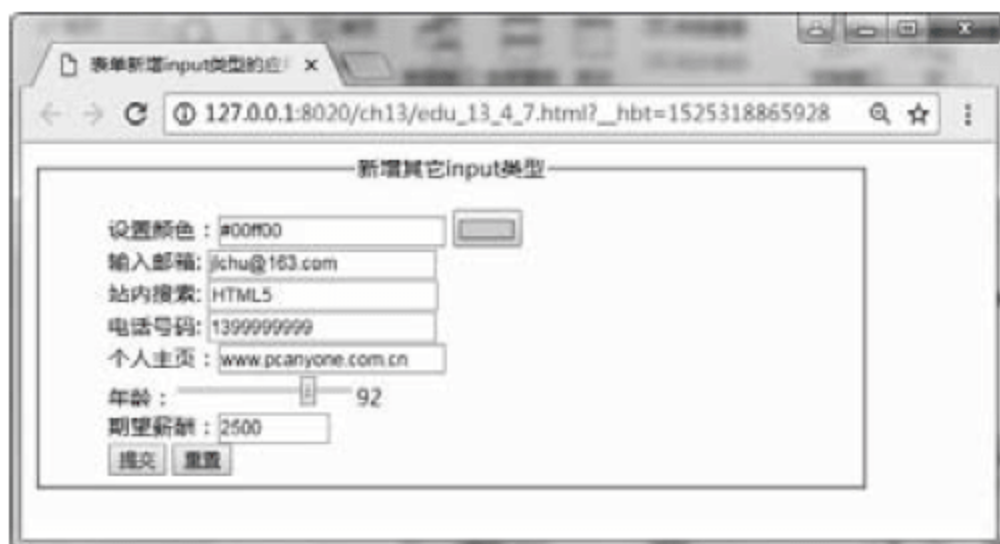 表单新增input类型的应
127.0.0.1:8020/ch13/edu_13_4_7.html?__hbt=1525318865928
新增其它input类型
设置颜色：#00ff00
输入邮箱: jlchu@163.com
站内搜索: HTML5
电话号码: 1399999999
个人主页：www.pcanyone.com.cn
年龄： 92
期望薪酬：2500
提交 重置